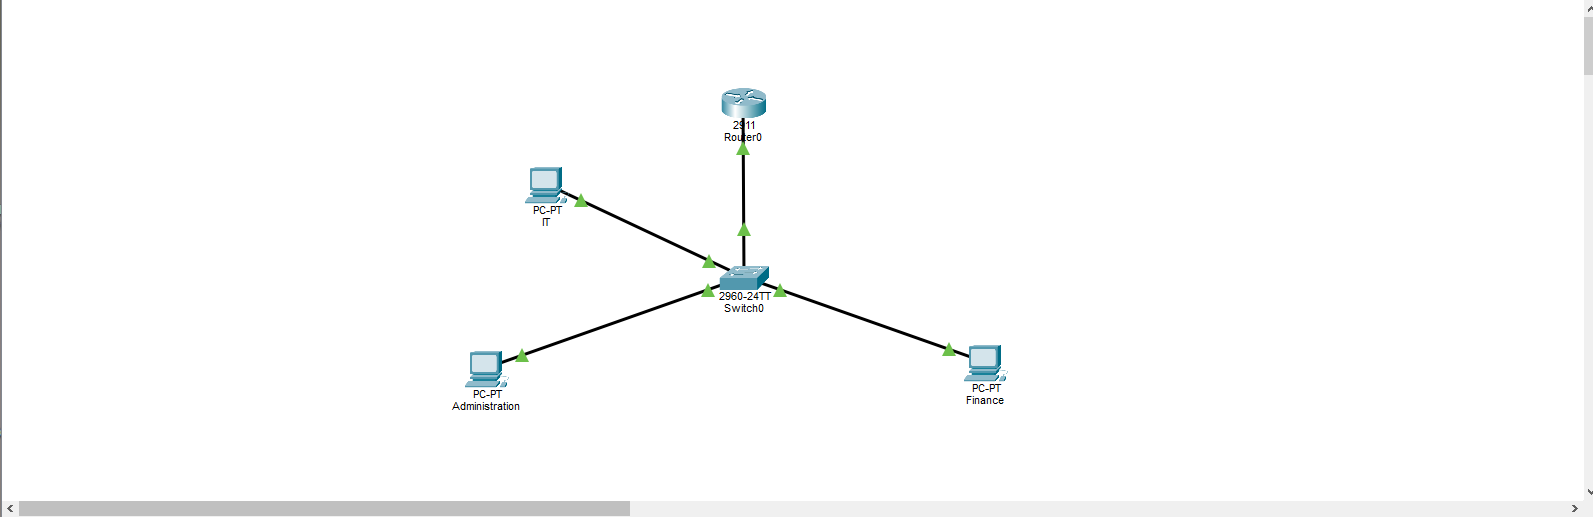 2911
Router0
PC-PT
IT
2960-24TT
Switch0
PC-PT
Administration
PC-PT
Finance